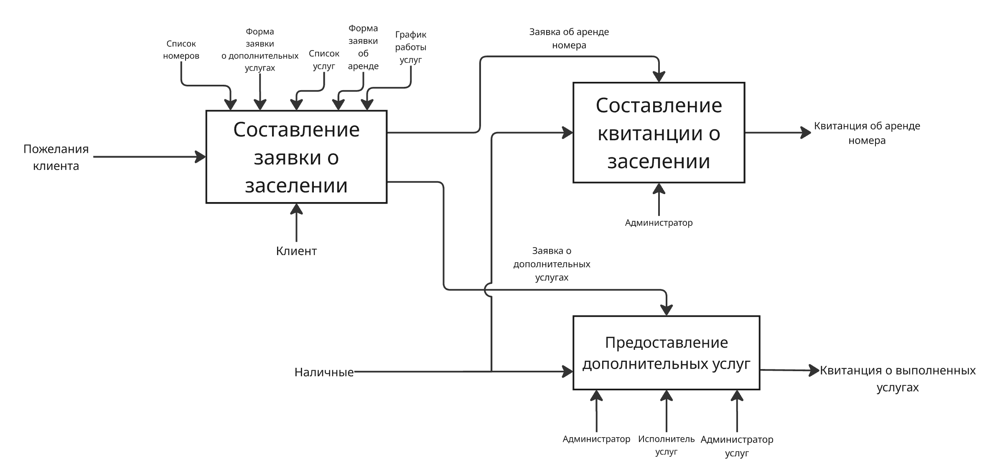 Список
номеров
Форма
заявки
о дополнительных
услугах
Список
услуг
Форма
заявки
об
аренде
График
работы
услуг
Заявка об аренде
номера
Пожелания
клиента
Составление
заявки о
заселении
Клиент
Составление
квитанции о
заселении
Квитанция об аренде
номера
Администратор
Заявка о
дополнительных
услугах
Наличные
Предоставление
дополнительных услуг
Квитанция о выполненных
услугах
Администратор
Исполнитель
услуг
Администратор
услуг